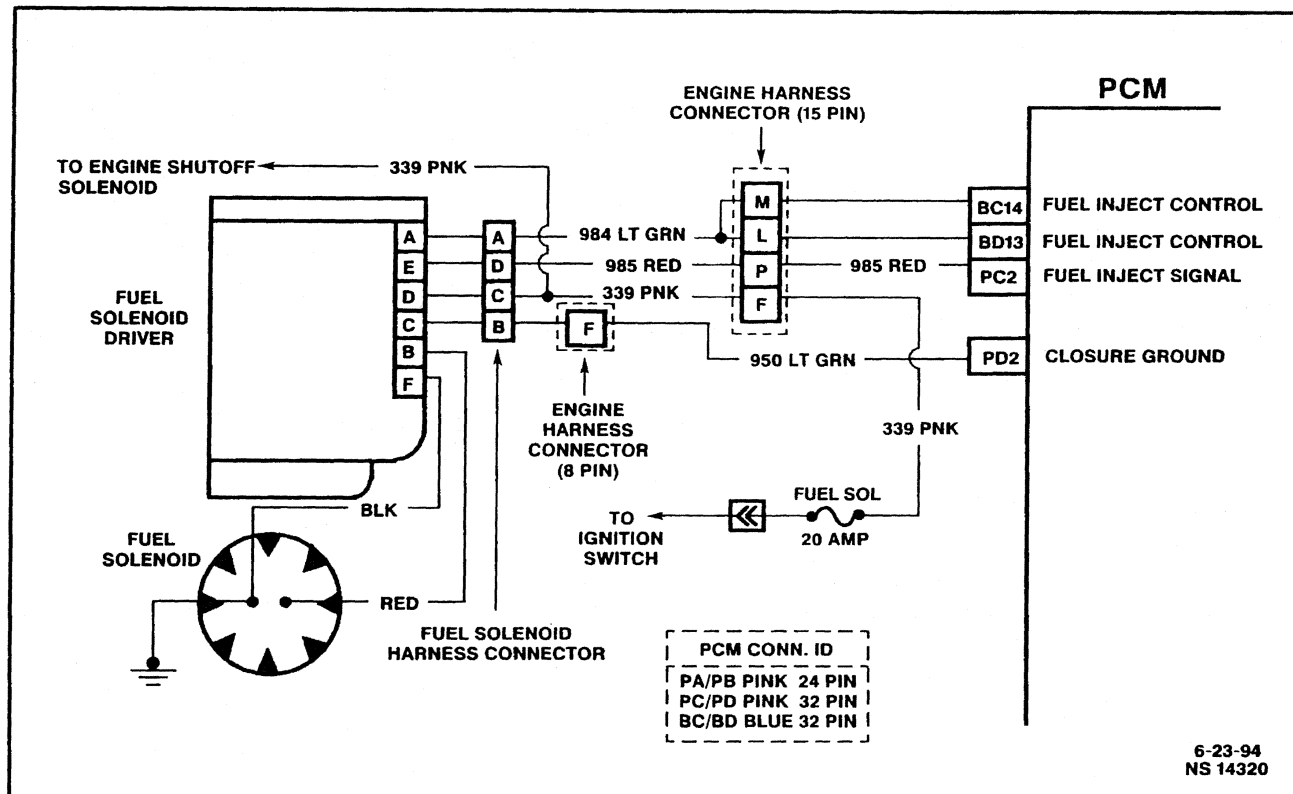 PCM
ENGINE HARNESS
CONNECTOR (15 PIN)
TO ENGINE SHUTOFF
SOLENOID
339 PNK
M
L
P
F
BC14
FUEL INJECT CONTROL
BD13
FUEL INJECT CONTROL
PC2
FUEL INJECT SIGNAL
PD2
CLOSURE GROUND
FUEL
SOLENOID
DRIVER
A
E
D
C
B
F
A
D
C
B
984 LT GRN
985 RED
339 PNK
985 RED
F
950 LT GRN
ENGINE
HARNESS
CONNECTOR
(8 PIN)
339 PNK
FUEL SOL
20 AMP
TO
IGNITION
SWITCH
BLK
FUEL
SOLENOID
RED
FUEL SOLENOID
HARNESS CONNECTOR
PCM CONN. ID
PA/PB PINK 24 PIN
PC/PD PINK 32 PIN
BC/BD BLUE 32 PIN
6-23-94
NS 14320